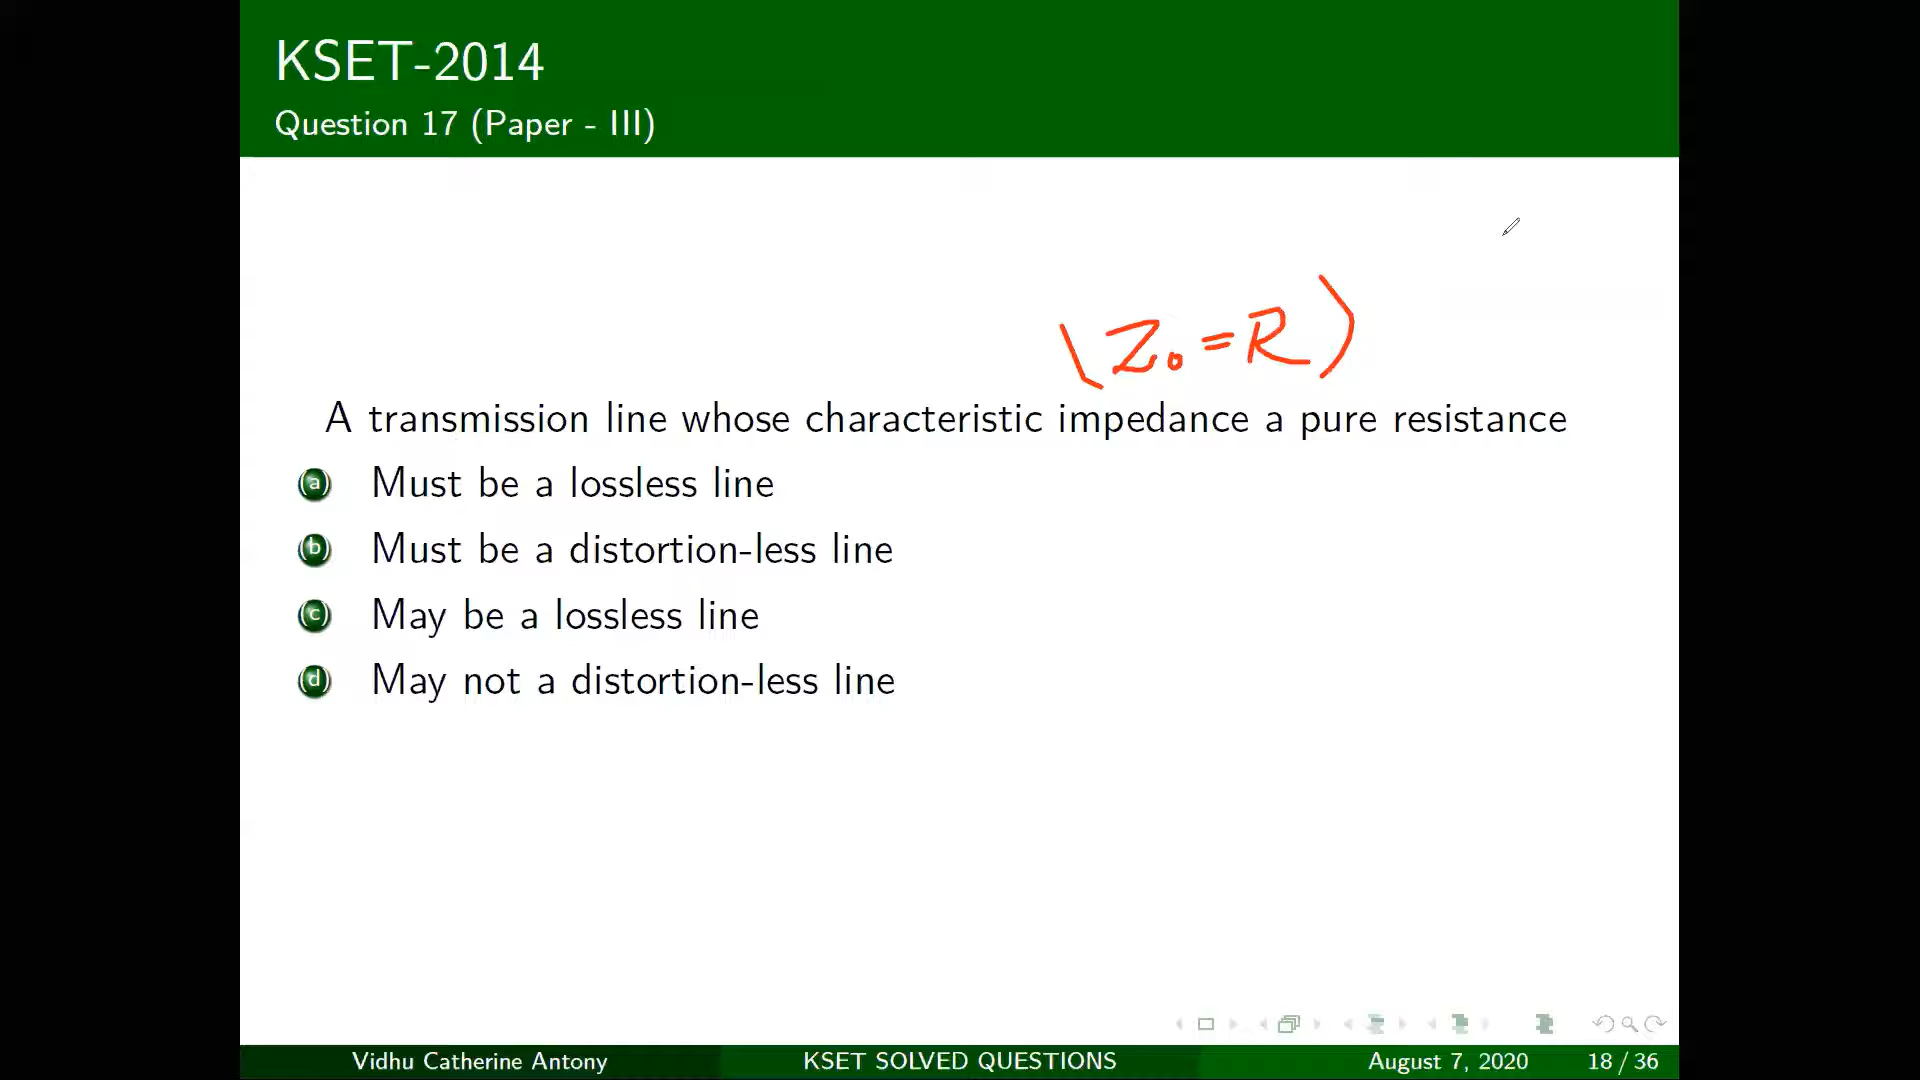 KSET-2014
Question 17 (Paper - III)
(Z₀ = R)
A transmission line whose characteristic impedance a pure resistance
(a) Must be a lossless line
(b) Must be a distortion-less line
(c) May be a lossless line
(d) May not a distortion-less line
Vidhu Catherine Antony KSET SOLVED QUESTIONS August 7, 2020 18 / 36